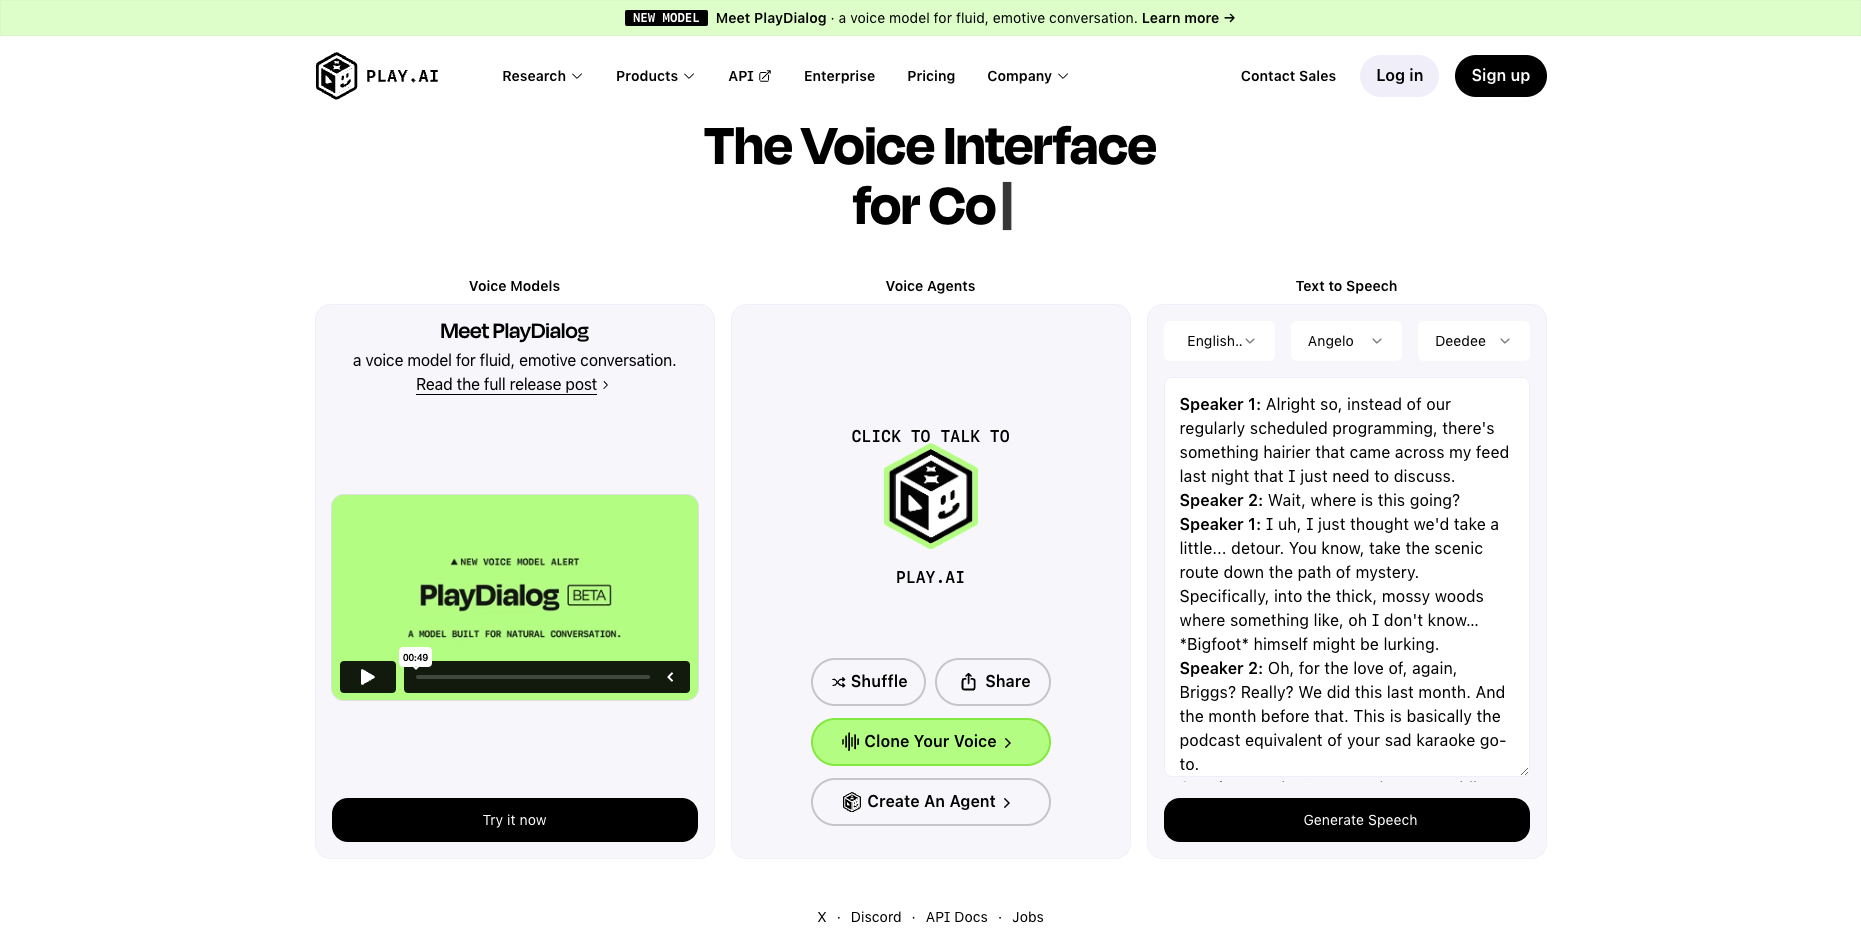 NEW MODEL Meet PlayDialog · a voice model for fluid, emotive conversation. Learn more →
PLAY.AI Research Products API Enterprise Pricing Company Contact Sales Log in Sign up
The Voice Interface
for Co
Voice Models
Meet PlayDialog
a voice model for fluid, emotive conversation.
Read the full release post ›
NEW VOICE MODEL ALERT
PlayDialog BETA
A MODEL BUILT FOR NATURAL CONVERSATION.
00:49
Try it now
Voice Agents
CLICK TO TALK TO
PLAY.AI
Shuffle Share
Clone Your Voice
Create An Agent
Text to Speech
English.. Angelo Deedee
Speaker 1: Alright so, instead of our
regularly scheduled programming, there's
something hairier that came across my feed
last night that I just need to discuss.
Speaker 2: Wait, where is this going?
Speaker 1: I uh, I just thought we'd take a
little... detour. You know, take the scenic
route down the path of mystery.
Specifically, into the thick, mossy woods
where something like, oh I don't know...
*Bigfoot* himself might be lurking.
Speaker 2: Oh, for the love of, again,
Briggs? Really? We did this last month. And
the month before that. This is basically the
podcast equivalent of your sad karaoke go-
to.
Generate Speech
X · Discord · API Docs · Jobs